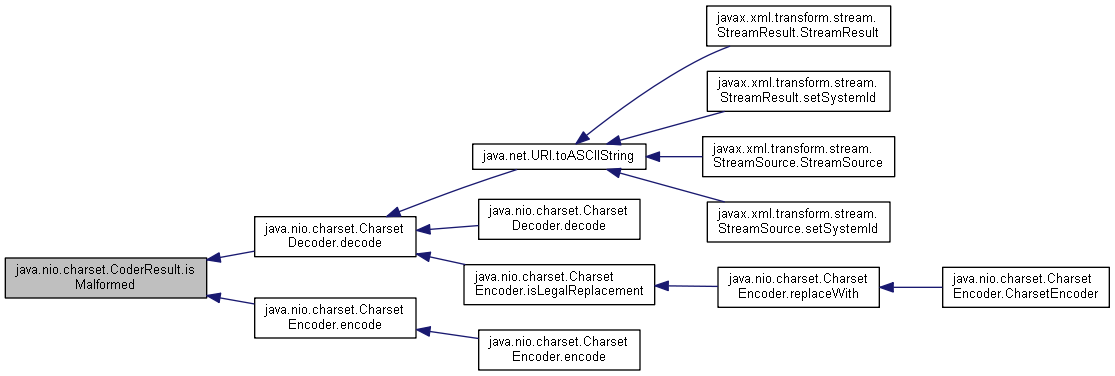 javax.xml.transform.stream.
StreamResult.StreamResult
javax.xml.transform.stream.
StreamResult.setSystemId
java.net.URI.toASCIIString
javax.xml.transform.stream.
StreamSource.StreamSource
javax.xml.transform.stream.
StreamSource.setSystemId
java.nio.charset.Charset
Decoder.decode
java.nio.charset.Charset
Decoder.decode
java.nio.charset.CoderResult.is
Malformed
java.nio.charset.Charset
Encoder.isLegalReplacement
java.nio.charset.Charset
Encoder.replaceWith
java.nio.charset.Charset
Encoder.CharsetEncoder
java.nio.charset.Charset
Encoder.encode
java.nio.charset.Charset
Encoder.encode